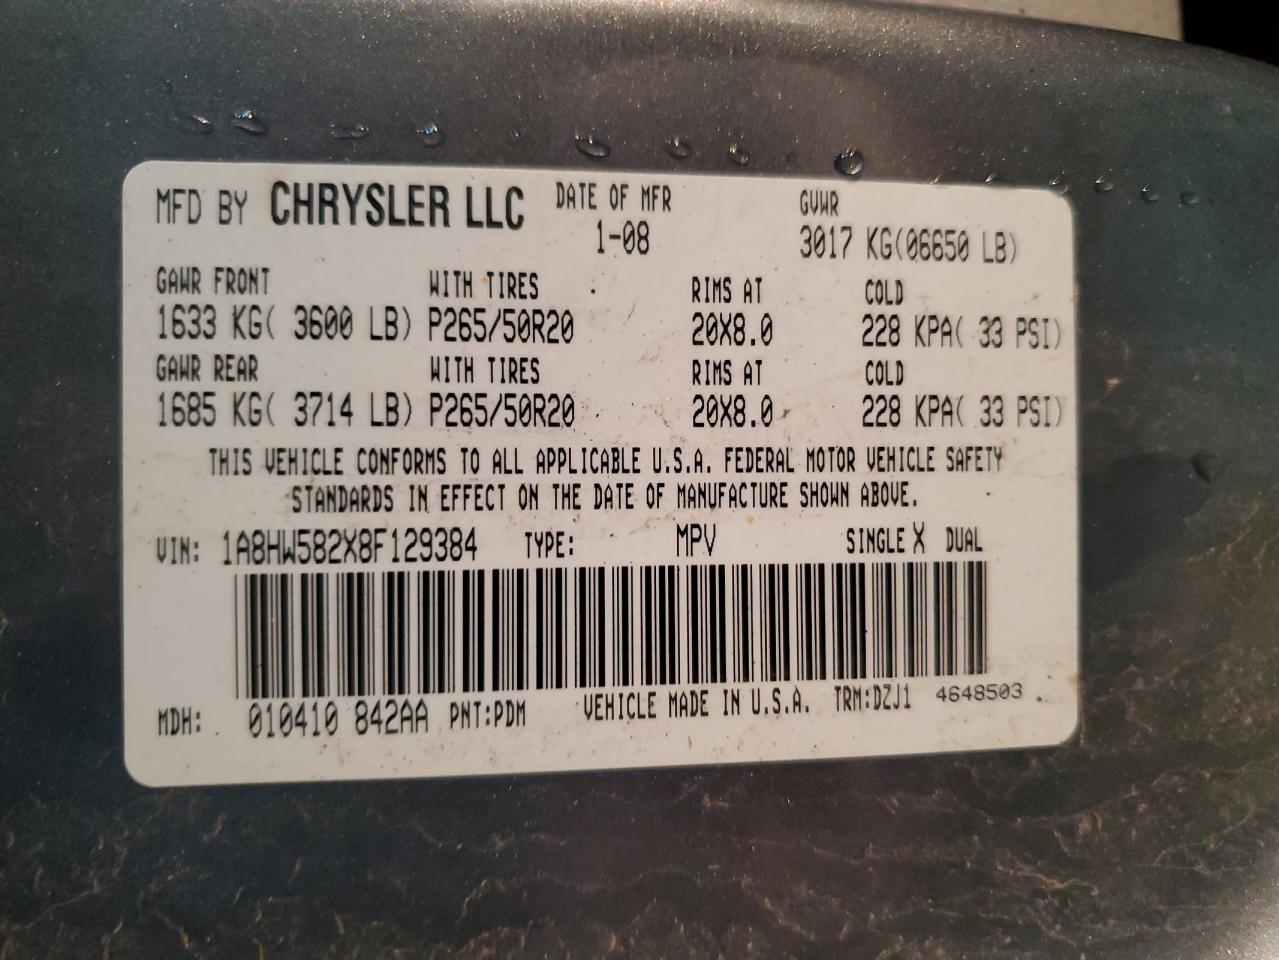 MFD BY CHRYSLER LLC DATE OF MFR GVWR
1-08 3017 KG(06650 LB)
GAWR FRONT WITH TIRES RIMS AT COLD
1633 KG( 3600 LB) P265/50R20 20X8.0 228 KPA( 33 PSI)
GAWR REAR WITH TIRES RIMS AT COLD
1685 KG( 3714 LB) P265/50R20 20X8.0 228 KPA( 33 PSI)
THIS VEHICLE CONFORMS TO ALL APPLICABLE U.S.A. FEDERAL MOTOR VEHICLE SAFETY
STANDARDS IN EFFECT ON THE DATE OF MANUFACTURE SHOWN ABOVE.
VIN: 1A8HW582X8F129384 TYPE: MPV SINGLE X DUAL
MDH: 010410 842AA PNT:PDM VEHICLE MADE IN U.S.A. TRM:DZJ1 4648503